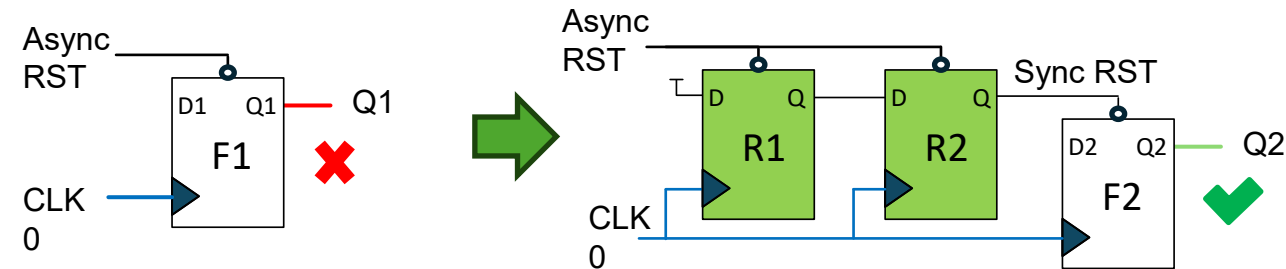 Async
RST
D1 Q1
Q1
F1
CLK
0
Async
RST
D Q
R1
D Q
R2
Sync RST
D2 Q2
Q2
F2
CLK
0